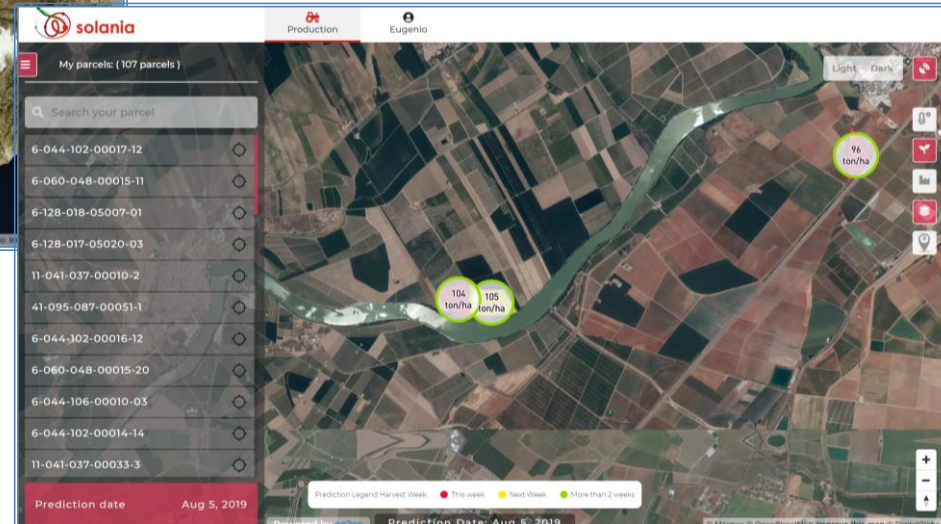 solania
Production
Eugenio
My parcels: ( 107 parcels )
Light Dark
Search your parcel
6-044-102-00017-12
6-060-048-00015-11
6-128-018-05007-01
6-128-017-05020-03
11-041-037-00010-2
41-095-087-00051-1
6-044-102-00016-12
6-060-048-00015-20
6-044-106-00010-03
6-044-102-00014-14
11-041-037-00033-3
96
ton/ha
104
ton/ha
105
ton/ha
Prediction Legend Harvest Week This week Next Week More than 2 weeks
Prediction date Aug 5, 2019
Powered by
Prediction Date: Aug 5, 2019